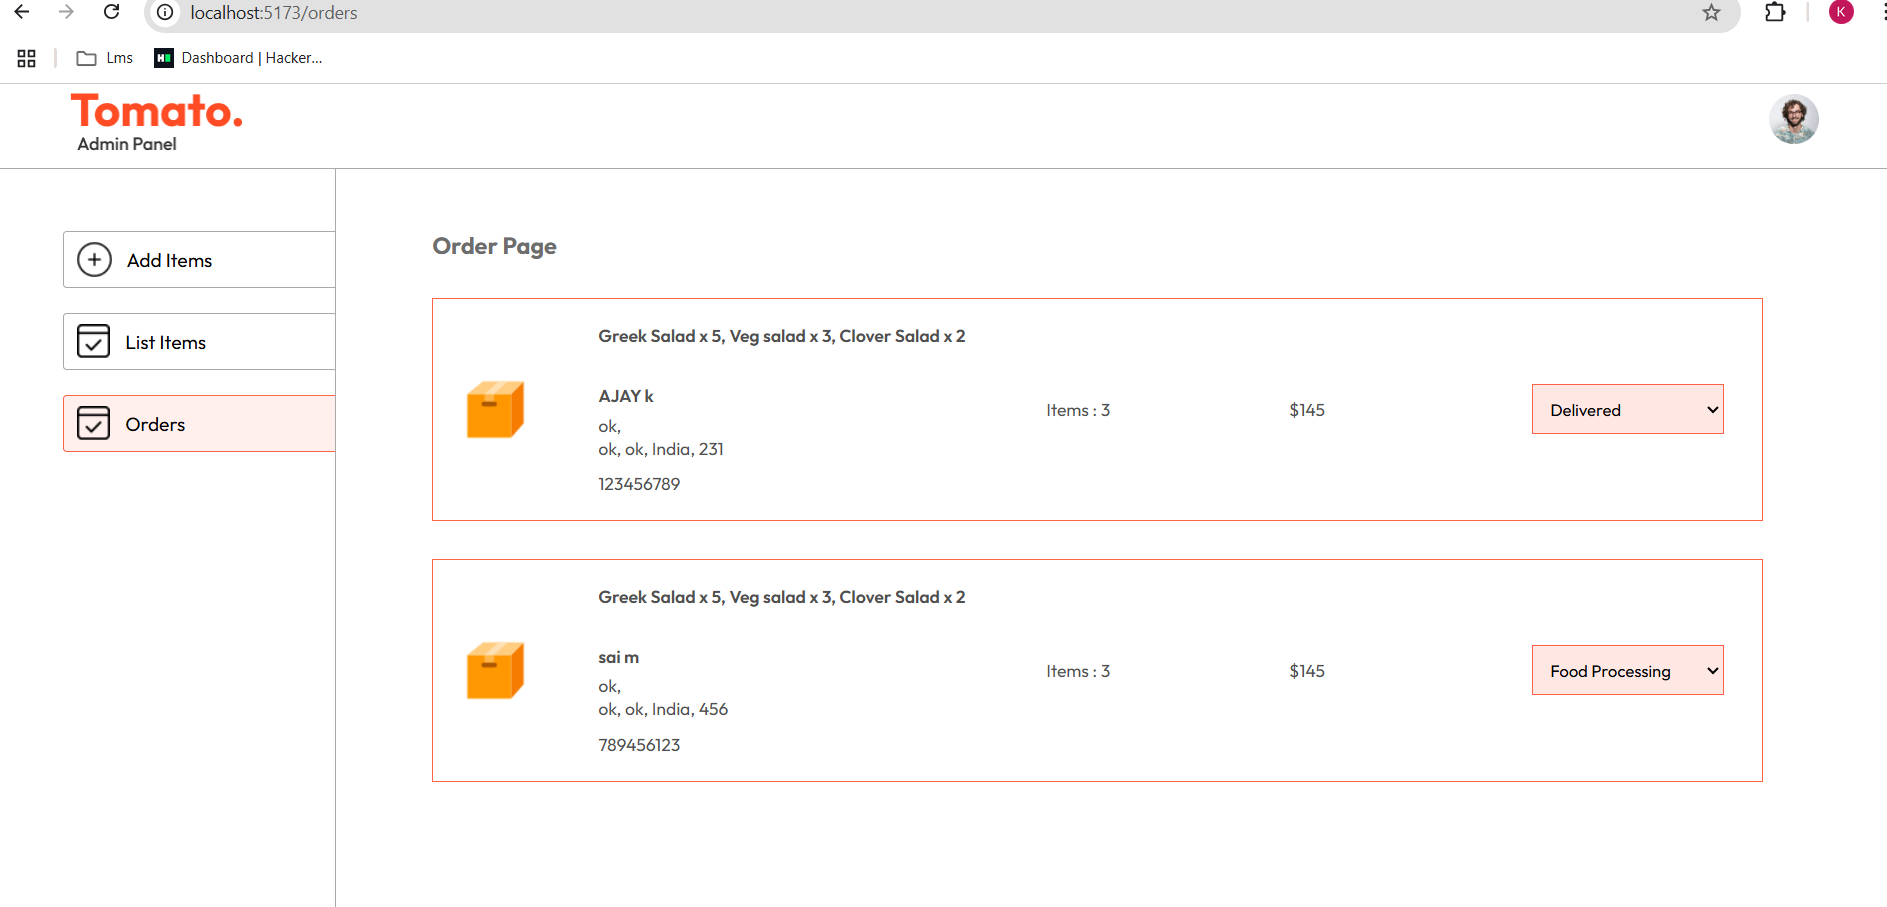 localhost:5173/orders
Lms
Dashboard | Hacker...
K
Tomato.
Admin Panel
Add Items
List Items
Orders
Order Page
Greek Salad x 5, Veg salad x 3, Clover Salad x 2
AJAY k
ok,
ok, ok, India, 231
123456789
Items : 3
$145
Delivered
Greek Salad x 5, Veg salad x 3, Clover Salad x 2
sai m
ok,
ok, ok, India, 456
789456123
Items : 3
$145
Food Processing